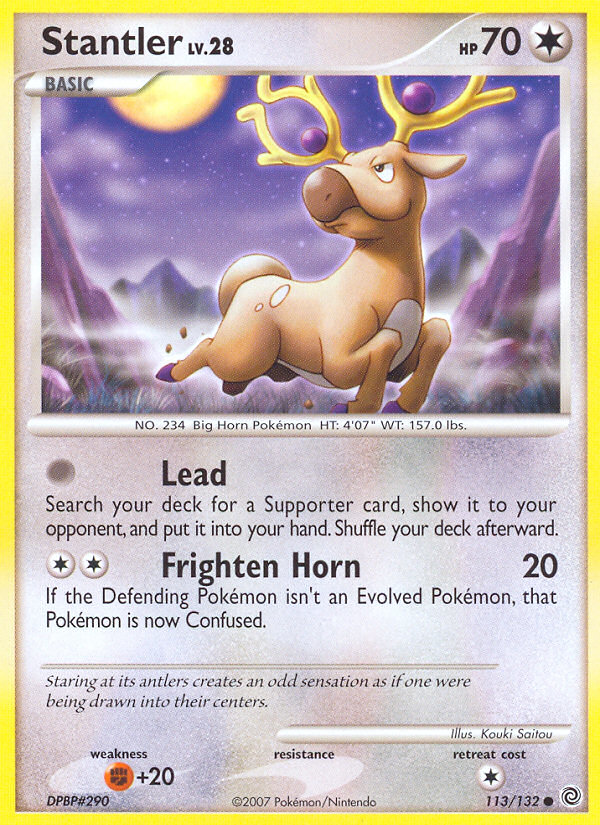 Stantler LV.28 HP 70
BASIC
NO. 234 Big Horn Pokémon HT: 4'07" WT: 157.0 lbs.
Lead
Search your deck for a Supporter card, show it to your
opponent, and put it into your hand. Shuffle your deck afterward.
Frighten Horn 20
If the Defending Pokémon isn't an Evolved Pokémon, that
Pokémon is now Confused.
Staring at its antlers creates an odd sensation as if one were
being drawn into their centers.
Illus. Kouki Saitou
weakness resistance retreat cost
+20
DPBP#290 ©2007 Pokémon/Nintendo 113/132